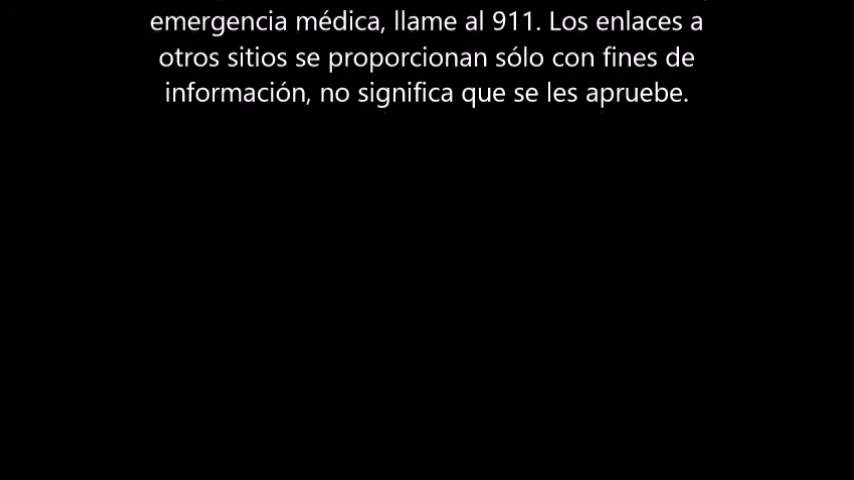 emergencia médica, llame al 911. Los enlaces a
otros sitios se proporcionan sólo con fines de
información, no significa que se les apruebe.